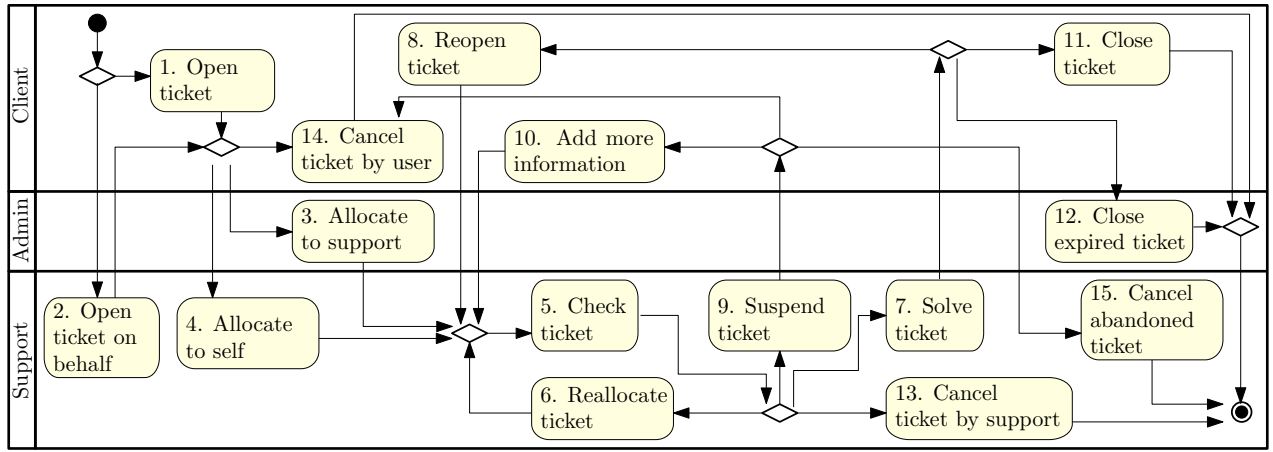 Client
8. Reopen
ticket
11. Close
ticket
1. Open
ticket
14. Cancel
ticket by user
10. Add more
information
Admin
3. Allocate
to support
12. Close
expired ticket
Support
2. Open
ticket on
behalf
4. Allocate
to self
5. Check
ticket
9. Suspend
ticket
7. Solve
ticket
15. Cancel
abandoned
ticket
6. Reallocate
ticket
13. Cancel
ticket by support